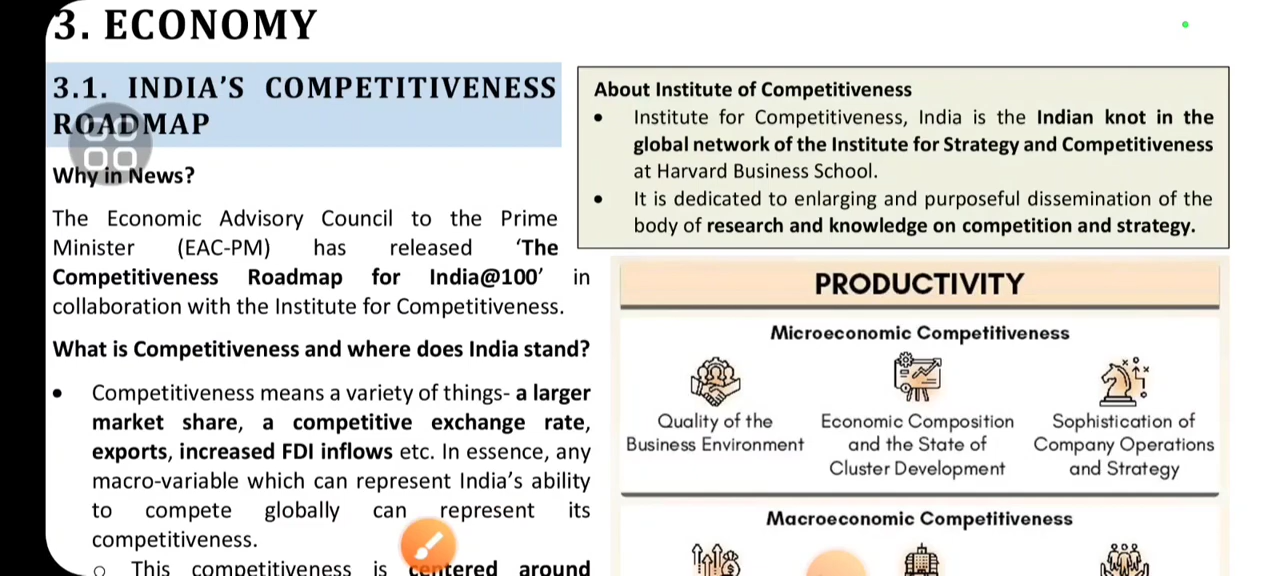 3. ECONOMY
3.1. INDIA’S COMPETITIVENESS
ROADMAP
Why in News?
The Economic Advisory Council to the Prime
Minister (EAC-PM) has released ‘The
Competitiveness Roadmap for India@100’ in
collaboration with the Institute for Competitiveness.
What is Competitiveness and where does India stand?
• Competitiveness means a variety of things- a larger
market share, a competitive exchange rate,
exports, increased FDI inflows etc. In essence, any
macro-variable which can represent India’s ability
to compete globally can represent its
competitiveness.
o This competitiveness is centered around
About Institute of Competitiveness
• Institute for Competitiveness, India is the Indian knot in the
global network of the Institute for Strategy and Competitiveness
at Harvard Business School.
• It is dedicated to enlarging and purposeful dissemination of the
body of research and knowledge on competition and strategy.
PRODUCTIVITY
Microeconomic Competitiveness
Quality of the
Business Environment
Economic Composition
and the State of
Cluster Development
Sophistication of
Company Operations
and Strategy
Macroeconomic Competitiveness